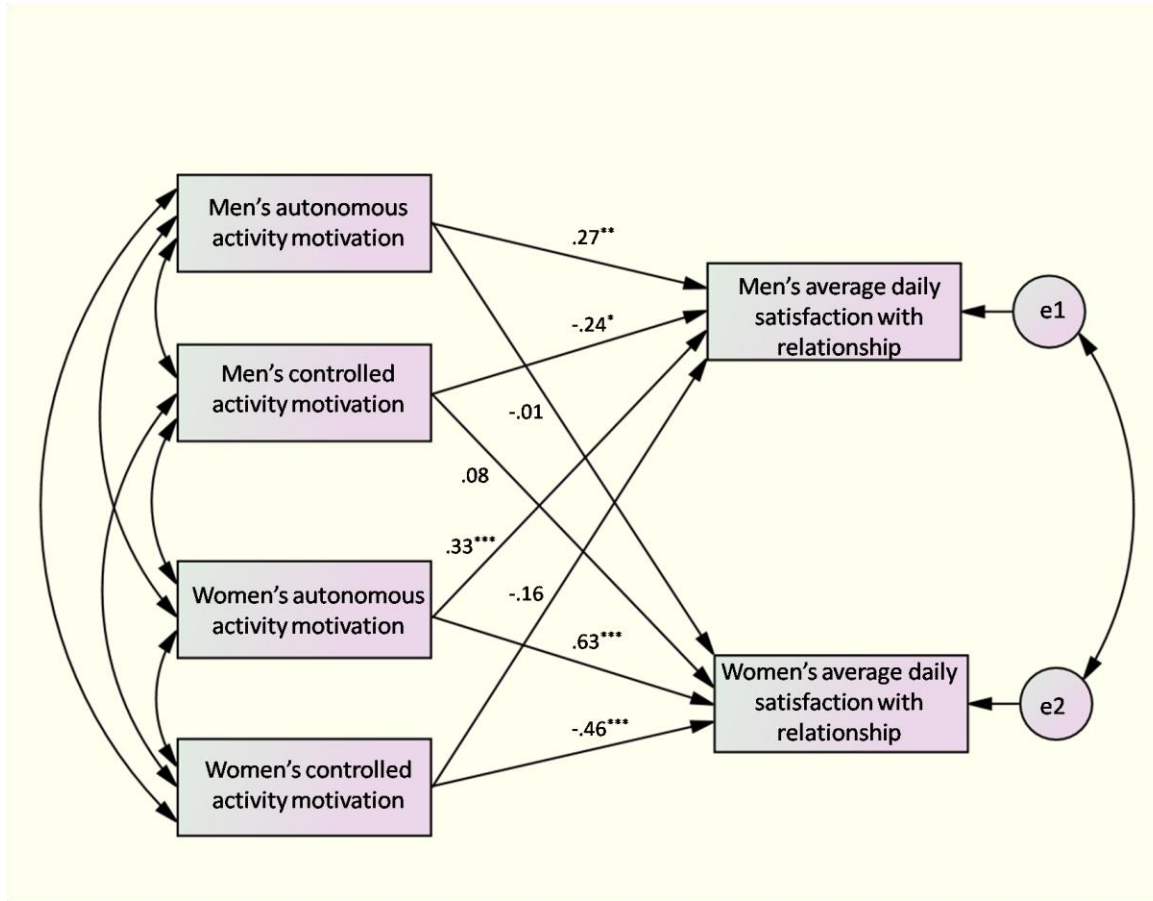 Men’s autonomous
activity motivation
.27**
Men’s average daily
satisfaction with
relationship
e1
-.24*
Men’s controlled
activity motivation
-.01
.08
.33***
Women’s autonomous
activity motivation
-.16
.63***
Women’s average daily
satisfaction with
relationship
e2
-.46***
Women’s controlled
activity motivation